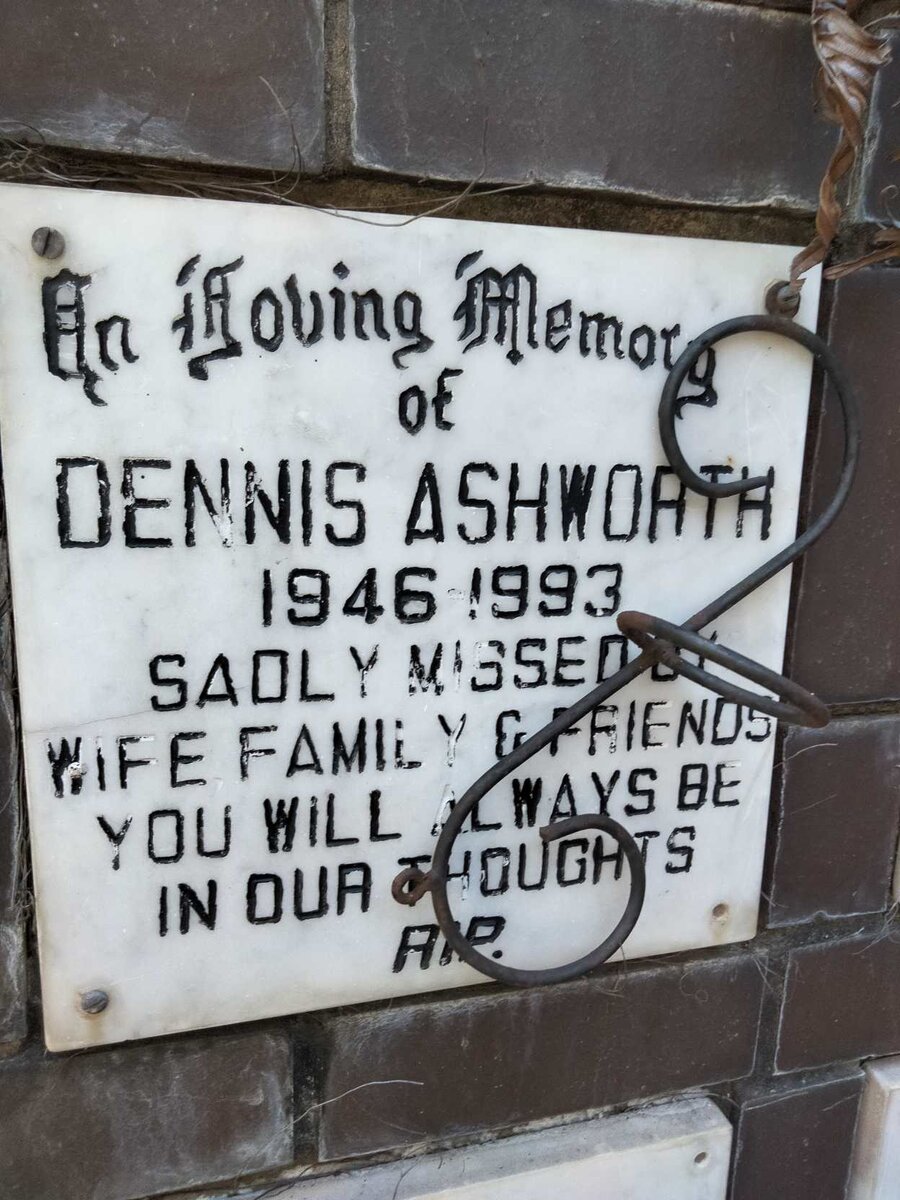 In Loving Memory
of
DENNIS ASHWORTH
1946-1993
SADLY MISSED BY
WIFE FAMILY & FRIENDS
YOU WILL ALWAYS BE
IN OUR THOUGHTS
R.I.P.